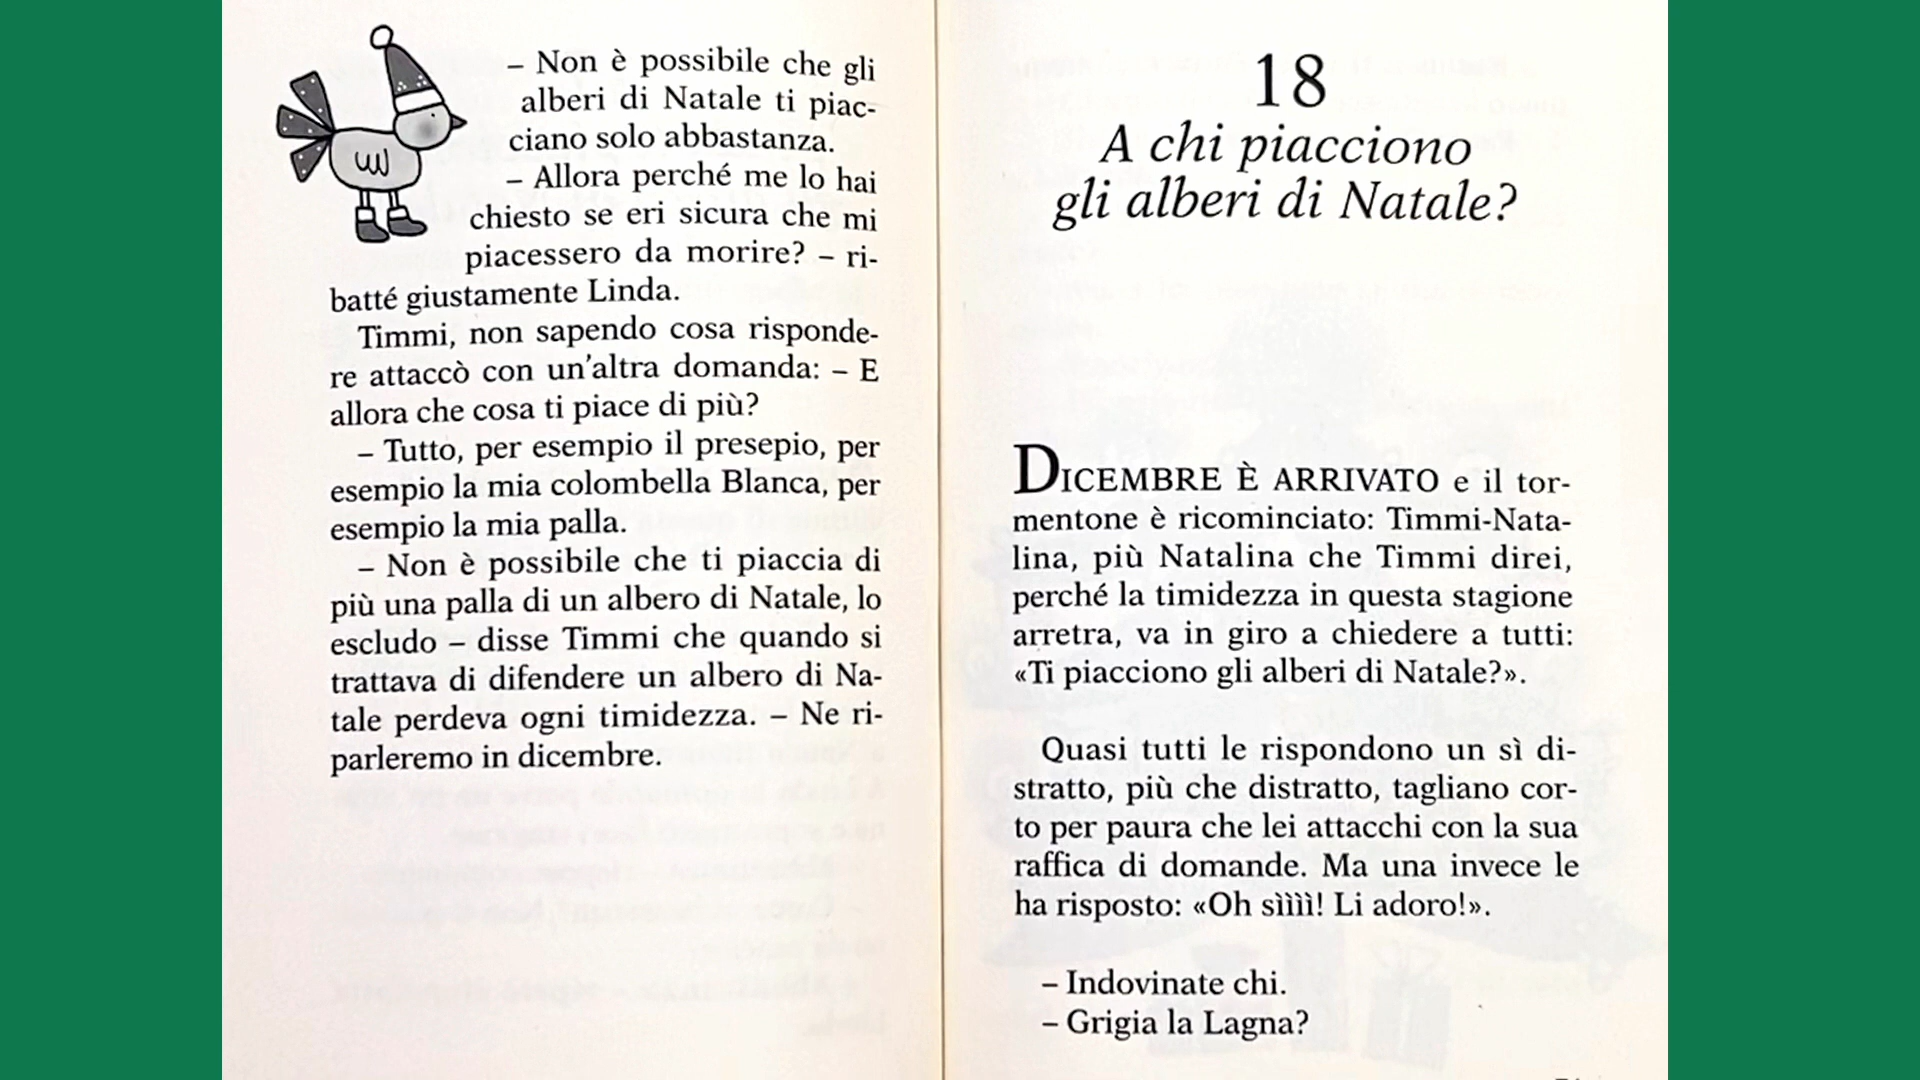 – Non è possibile che gli
alberi di Natale ti piac-
ciano solo abbastanza.
– Allora perché me lo hai
chiesto se eri sicura che mi
piacessero da morire? – ri-
batté giustamente Linda.
Timmi, non sapendo cosa risponde-
re attaccò con un'altra domanda: – E
allora che cosa ti piace di più?
– Tutto, per esempio il presepio, per
esempio la mia colombella Blanca, per
esempio la mia palla.
– Non è possibile che ti piaccia di
più una palla di un albero di Natale, lo
escludo – disse Timmi che quando si
trattava di difendere un albero di Na-
tale perdeva ogni timidezza. – Ne ri-
parleremo in dicembre.
18
A chi piacciono
gli alberi di Natale?
DICEMBRE È ARRIVATO e il tor-
mentone è ricominciato: Timmi-Nata-
lina, più Natalina che Timmi direi,
perché la timidezza in questa stagione
arretra, va in giro a chiedere a tutti:
«Ti piacciono gli alberi di Natale?».
Quasi tutti le rispondono un sì di-
stratto, più che distratto, tagliano cor-
to per paura che lei attacchi con la sua
raffica di domande. Ma una invece le
ha risposto: «Oh sìììì! Li adoro!».
– Indovinate chi.
– Grigia la Lagna?